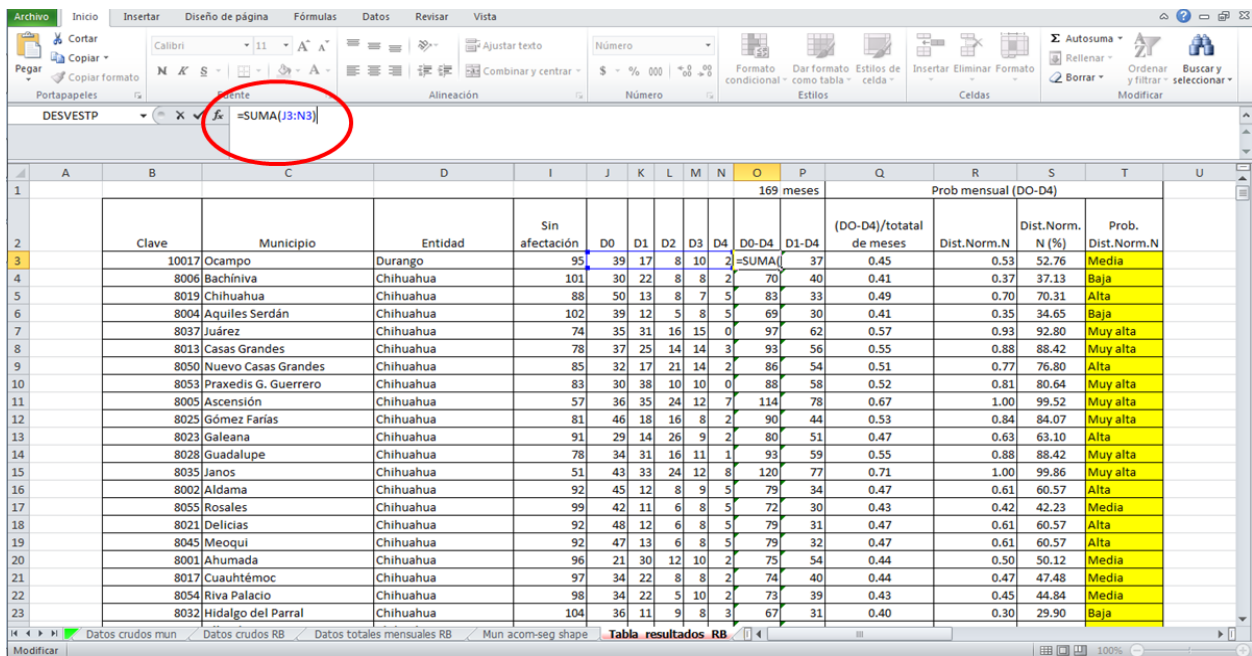 Archivo Inicio Insertar Diseño de página Fórmulas Datos Revisar Vista
Pegar
Cortar
Copiar
Copiar formato
Portapapeles
Calibri 11 A A
N K S A
Fuente
Ajustar texto
Combinar y centrar
Alineación
Número
$ % 000
Número
Formato condicional
Dar formato como tabla
Estilos de celda
Estilos
Insertar Eliminar Formato
Celdas
Σ Autosuma
Rellenar
Borrar
Ordenar y filtrar
Buscar y seleccionar
Modificar
DESVESTP fx =SUMA(J3:N3)
A B C D I J K L M N O P Q R S T U
1 169 meses Prob mensual (DO-D4)
2 Clave Municipio Entidad Sin afectación D0 D1 D2 D3 D4 D0-D4 D1-D4 (DO-D4)/totatal de meses Dist.Norm.N Dist.Norm. N (%) Prob. Dist.Norm.N
3 10017 Ocampo Durango 95 39 17 8 10 2 =SUMA( 37 0.45 0.53 52.76 Media
4 8006 Bachíniva Chihuahua 101 30 22 8 8 2 70 40 0.41 0.37 37.13 Baja
5 8019 Chihuahua Chihuahua 88 50 13 8 7 5 83 33 0.49 0.70 70.31 Alta
6 8004 Aquiles Serdán Chihuahua 102 39 12 5 8 5 69 30 0.41 0.35 34.65 Baja
7 8037 Juárez Chihuahua 74 35 31 16 15 0 97 62 0.57 0.93 92.80 Muy alta
8 8013 Casas Grandes Chihuahua 78 37 25 14 14 3 93 56 0.55 0.88 88.42 Muy alta
9 8050 Nuevo Casas Grandes Chihuahua 85 32 17 21 14 2 86 54 0.51 0.77 76.80 Alta
10 8053 Praxedis G. Guerrero Chihuahua 83 30 38 10 10 0 88 58 0.52 0.81 80.64 Muy alta
11 8005 Ascensión Chihuahua 57 36 35 24 12 7 114 78 0.67 1.00 99.52 Muy alta
12 8025 Gómez Farías Chihuahua 81 46 18 16 8 2 90 44 0.53 0.84 84.07 Muy alta
13 8023 Galeana Chihuahua 91 29 14 26 9 2 80 51 0.47 0.63 63.10 Alta
14 8028 Guadalupe Chihuahua 78 34 31 16 11 1 93 59 0.55 0.88 88.42 Muy alta
15 8035 Janos Chihuahua 51 43 33 24 12 8 120 77 0.71 1.00 99.86 Muy alta
16 8002 Aldama Chihuahua 92 45 12 8 9 5 79 34 0.47 0.61 60.57 Alta
17 8055 Rosales Chihuahua 99 42 11 6 8 5 72 30 0.43 0.42 42.23 Media
18 8021 Delicias Chihuahua 92 48 12 6 8 5 79 31 0.47 0.61 60.57 Alta
19 8045 Meoqui Chihuahua 92 47 13 6 8 5 79 32 0.47 0.61 60.57 Alta
20 8001 Ahumada Chihuahua 96 21 30 12 10 2 75 54 0.44 0.50 50.12 Media
21 8017 Cuauhtémoc Chihuahua 97 34 22 8 8 2 74 40 0.44 0.47 47.48 Media
22 8054 Riva Palacio Chihuahua 98 34 22 5 10 2 73 39 0.43 0.45 44.84 Media
23 8032 Hidalgo del Parral Chihuahua 104 36 11 9 8 3 67 31 0.40 0.30 29.90 Baja
Datos crudos mun Datos crudos RB Datos totales mensuales RB Mun acom-seg shape Tabla resultados RB
Modificar 100%